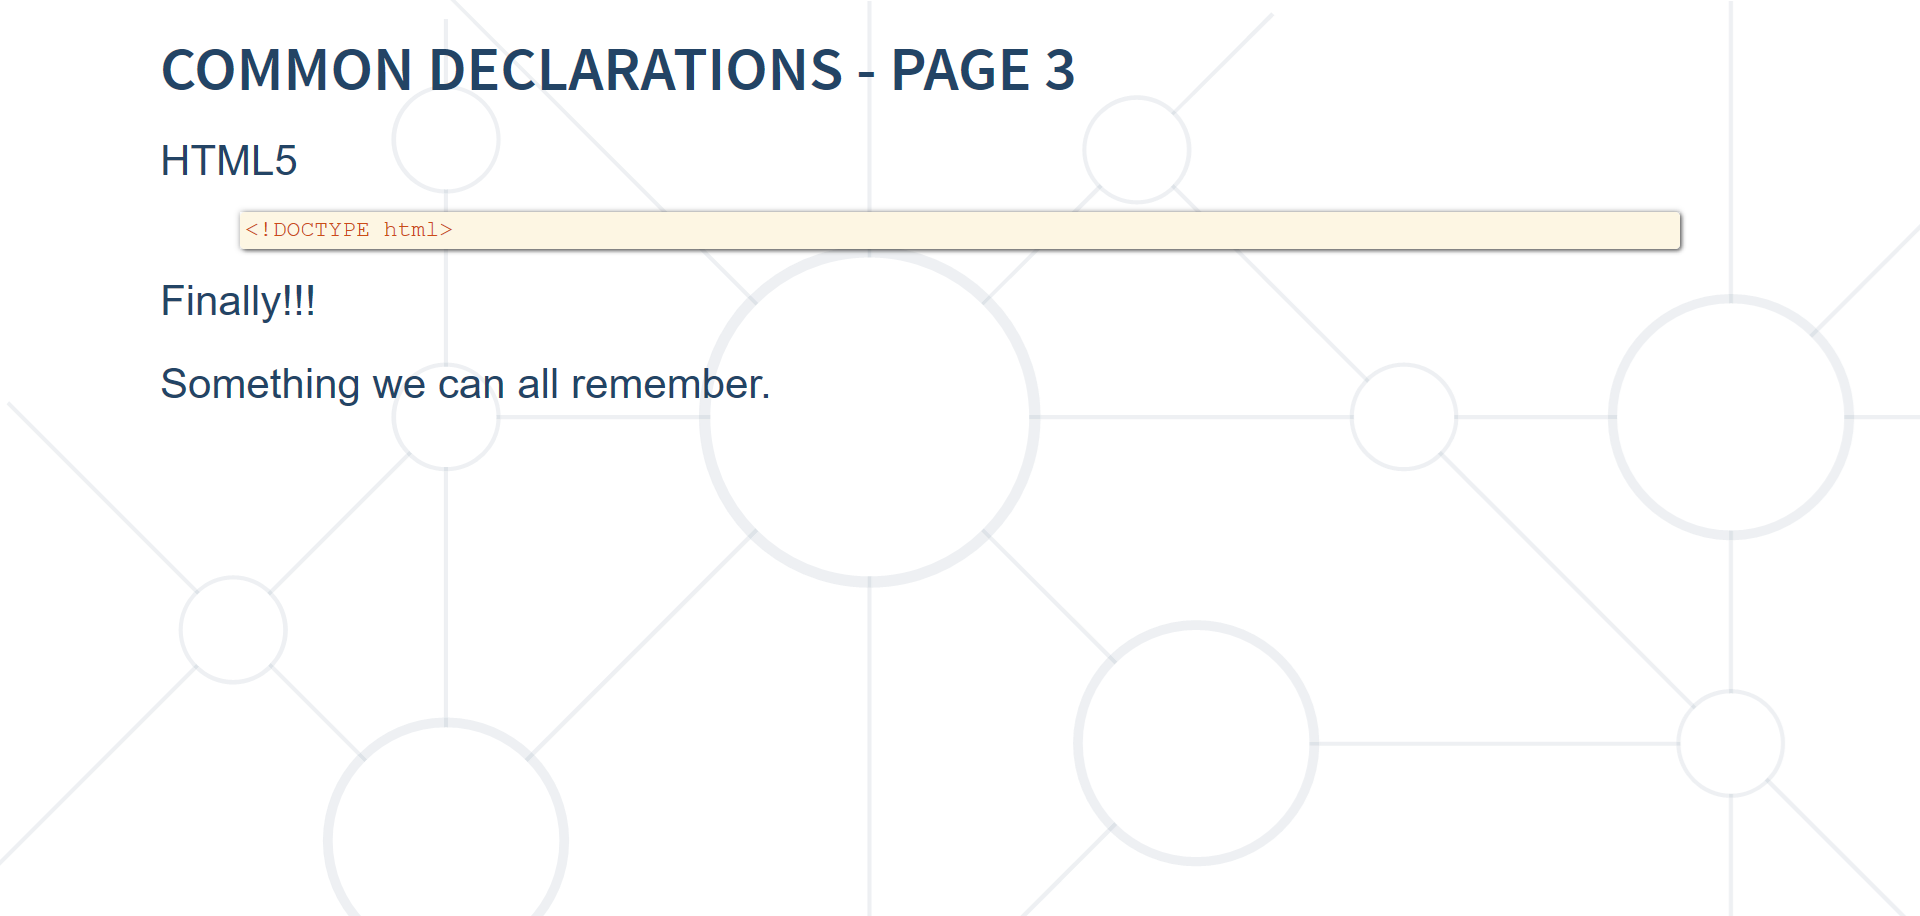 COMMON DECLARATIONS - PAGE 3
HTML5
<!DOCTYPE html>
Finally!!!
Something we can all remember.